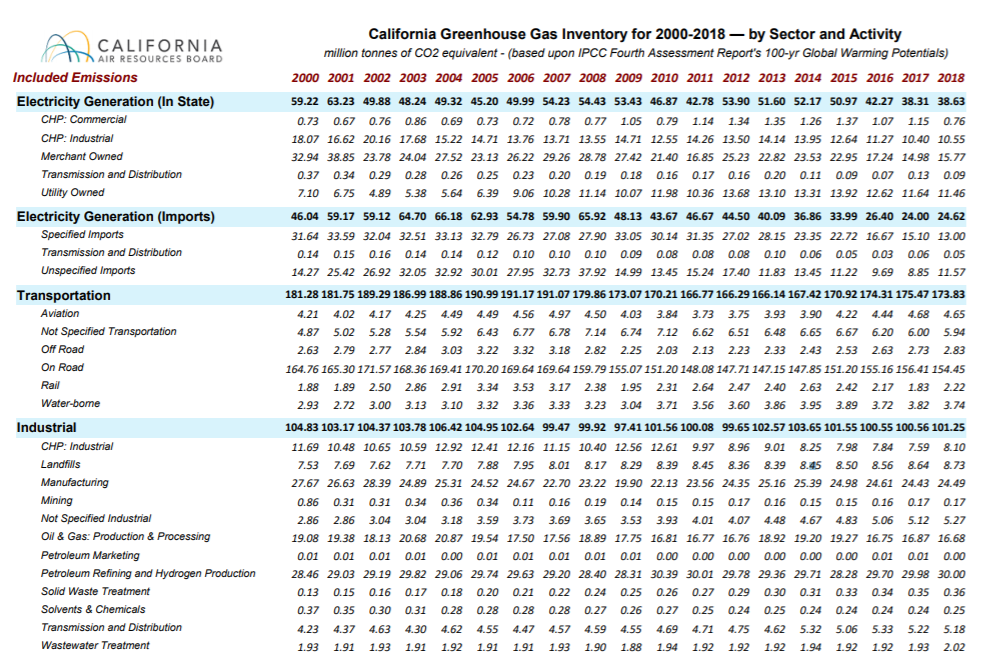 CALIFORNIA
AIR RESOURCES BOARD
California Greenhouse Gas Inventory for 2000-2018 — by Sector and Activity
million tonnes of CO2 equivalent - (based upon IPCC Fourth Assessment Report's 100-yr Global Warming Potentials)
Included Emissions 2000 2001 2002 2003 2004 2005 2006 2007 2008 2009 2010 2011 2012 2013 2014 2015 2016 2017 2018
Electricity Generation (In State) 59.22 63.23 49.88 48.24 49.32 45.20 49.99 54.23 54.43 53.43 46.87 42.78 53.90 51.60 52.17 50.97 42.27 38.31 38.63
CHP: Commercial 0.73 0.67 0.76 0.86 0.69 0.73 0.72 0.78 0.77 1.05 0.79 1.14 1.34 1.35 1.26 1.37 1.07 1.15 0.76
CHP: Industrial 18.07 16.62 20.16 17.68 15.22 14.71 13.76 13.71 13.55 14.71 12.55 14.26 13.50 14.14 13.95 12.64 11.27 10.40 10.55
Merchant Owned 32.94 38.85 23.78 24.04 27.52 23.13 26.22 29.26 28.78 27.42 21.40 16.85 25.23 22.82 23.53 22.95 17.24 14.98 15.77
Transmission and Distribution 0.37 0.34 0.29 0.28 0.26 0.25 0.23 0.20 0.19 0.18 0.16 0.17 0.16 0.20 0.11 0.09 0.07 0.13 0.09
Utility Owned 7.10 6.75 4.89 5.38 5.64 6.39 9.06 10.28 11.14 10.07 11.98 10.36 13.68 13.10 13.31 13.92 12.62 11.64 11.46
Electricity Generation (Imports) 46.04 59.17 59.12 64.70 66.18 62.93 54.78 59.90 65.92 48.13 43.67 46.67 44.50 40.09 36.86 33.99 26.40 24.00 24.62
Specified Imports 31.64 33.59 32.04 32.51 33.13 32.79 26.73 27.08 27.90 33.05 30.14 31.35 27.02 28.15 23.35 22.72 16.67 15.10 13.00
Transmission and Distribution 0.14 0.15 0.16 0.14 0.14 0.12 0.10 0.10 0.10 0.09 0.08 0.08 0.08 0.10 0.06 0.05 0.03 0.06 0.05
Unspecified Imports 14.27 25.42 26.92 32.05 32.92 30.01 27.95 32.73 37.92 14.99 13.45 15.24 17.40 11.83 13.45 11.22 9.69 8.85 11.57
Transportation 181.28 181.75 189.29 186.99 188.86 190.99 191.17 191.07 179.86 173.07 170.21 166.77 166.29 166.14 167.42 170.92 174.31 175.47 173.83
Aviation 4.21 4.02 4.17 4.25 4.49 4.49 4.56 4.97 4.50 4.03 3.84 3.73 3.75 3.93 3.90 4.22 4.44 4.68 4.65
Not Specified Transportation 4.87 5.02 5.28 5.54 5.92 6.43 6.77 6.78 7.14 6.74 7.12 6.62 6.51 6.48 6.65 6.67 6.20 6.00 5.94
Off Road 2.63 2.79 2.77 2.84 3.03 3.22 3.32 3.18 2.82 2.25 2.03 2.13 2.23 2.33 2.43 2.53 2.63 2.73 2.83
On Road 164.76 165.30 171.57 168.36 169.41 170.20 169.64 169.64 159.79 155.07 151.20 148.08 147.71 147.15 147.85 151.20 155.16 156.41 154.45
Rail 1.88 1.89 2.50 2.86 2.91 3.34 3.53 3.17 2.38 1.95 2.31 2.64 2.47 2.40 2.63 2.42 2.17 1.83 2.22
Water-borne 2.93 2.72 3.00 3.13 3.10 3.32 3.36 3.33 3.23 3.04 3.71 3.56 3.60 3.86 3.95 3.89 3.72 3.82 3.74
Industrial 104.83 103.17 104.37 103.78 106.42 104.95 102.64 99.47 99.92 97.41 101.56 100.08 99.65 102.57 103.65 101.55 100.55 100.56 101.25
CHP: Industrial 11.69 10.48 10.65 10.59 12.92 12.41 12.16 11.15 10.40 12.56 12.61 9.97 8.96 9.01 8.25 7.98 7.84 7.59 8.10
Landfills 7.53 7.69 7.62 7.71 7.70 7.88 7.95 8.01 8.17 8.29 8.39 8.45 8.36 8.39 8.45 8.50 8.56 8.64 8.73
Manufacturing 27.67 26.63 28.39 24.89 25.31 24.52 24.67 22.70 23.22 19.90 22.13 23.56 24.35 25.16 25.39 24.98 24.61 24.43 24.49
Mining 0.86 0.31 0.31 0.34 0.36 0.34 0.11 0.16 0.19 0.14 0.15 0.15 0.17 0.16 0.15 0.15 0.16 0.17 0.17
Not Specified Industrial 2.86 2.86 3.04 3.04 3.18 3.59 3.73 3.69 3.65 3.53 3.93 4.01 4.07 4.48 4.67 4.83 5.06 5.12 5.27
Oil & Gas: Production & Processing 19.08 19.38 18.13 20.68 20.87 19.54 17.50 17.56 18.89 17.75 16.81 16.77 16.76 18.92 19.20 19.27 16.75 16.87 16.68
Petroleum Marketing 0.01 0.01 0.01 0.01 0.00 0.01 0.01 0.01 0.01 0.01 0.00 0.00 0.00 0.00 0.00 0.00 0.01 0.01 0.00
Petroleum Refining and Hydrogen Production 28.46 29.03 29.19 29.82 29.06 29.74 29.63 29.20 28.40 28.31 30.39 30.01 29.78 29.36 29.71 28.28 29.70 29.98 30.00
Solid Waste Treatment 0.13 0.15 0.16 0.17 0.18 0.20 0.21 0.22 0.24 0.25 0.26 0.27 0.29 0.30 0.31 0.33 0.34 0.35 0.36
Solvents & Chemicals 0.37 0.35 0.30 0.31 0.28 0.28 0.28 0.28 0.27 0.26 0.27 0.25 0.24 0.25 0.24 0.24 0.24 0.24 0.25
Transmission and Distribution 4.23 4.37 4.63 4.30 4.62 4.55 4.47 4.57 4.59 4.55 4.69 4.71 4.75 4.62 5.32 5.06 5.33 5.22 5.18
Wastewater Treatment 1.93 1.91 1.93 1.91 1.92 1.91 1.91 1.93 1.90 1.88 1.94 1.92 1.92 1.92 1.94 1.92 1.92 1.93 2.02